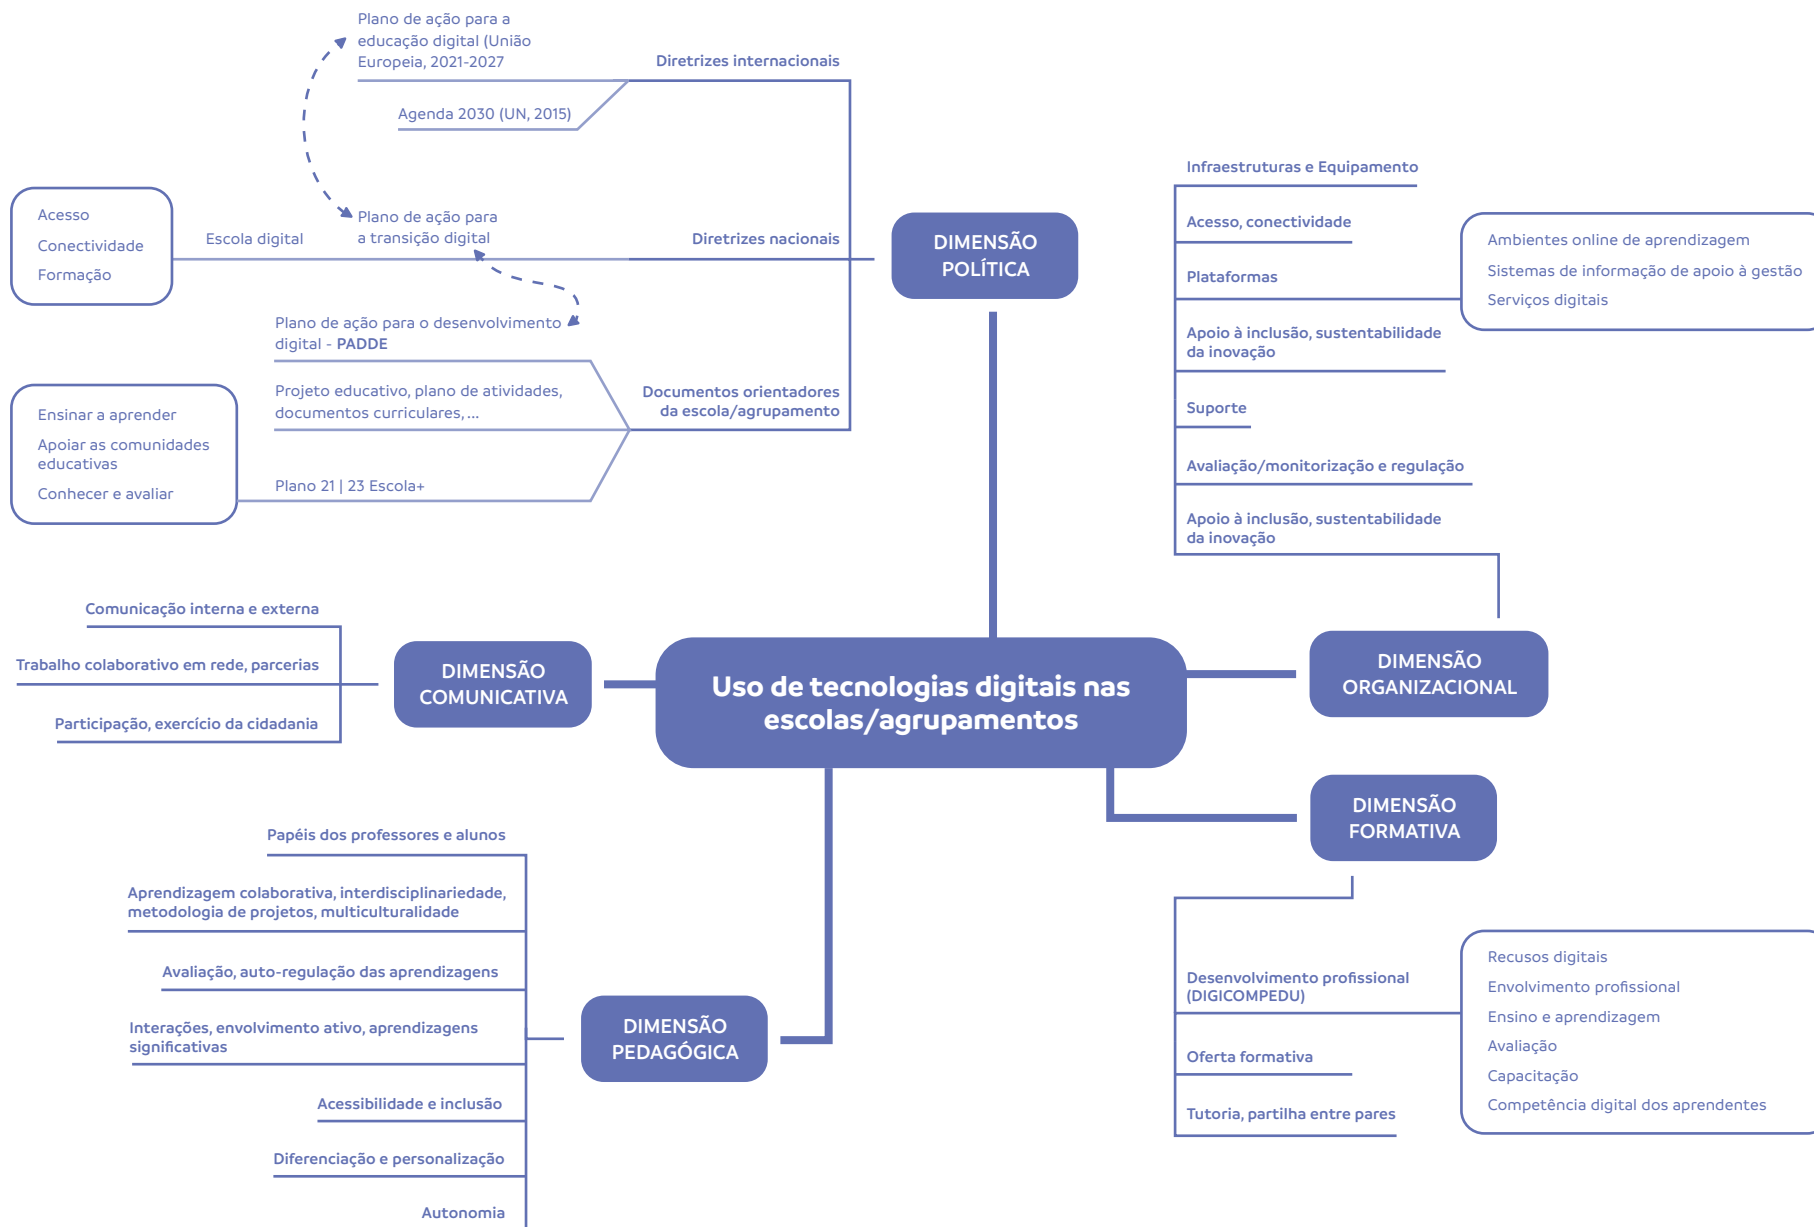 Plano de ação para a
educação digital (União
Europeia, 2021-2027
Diretrizes internacionais
Agenda 2030 (UN, 2015)
Acesso
Conectividade
Formação
Escola digital
Plano de ação para
a transição digital
Diretrizes nacionais
DIMENSÃO
POLÍTICA
Plano de ação para o desenvolvimento
digital - PADDE
Projeto educativo, plano de atividades,
documentos curriculares, ...
Documentos orientadores
da escola/agrupamento
Ensinar a aprender
Apoiar as comunidades
educativas
Conhecer e avaliar
Plano 21 | 23 Escola+
Infraestruturas e Equipamento
Acesso, conectividade
Plataformas
Ambientes online de aprendizagem
Sistemas de informação de apoio à gestão
Serviços digitais
Apoio à inclusão, sustentabilidade
da inovação
Suporte
Avaliação/monitorização e regulação
Apoio à inclusão, sustentabilidade
da inovação
DIMENSÃO
ORGANIZACIONAL
Comunicação interna e externa
Trabalho colaborativo em rede, parcerias
Participação, exercício da cidadania
DIMENSÃO
COMUNICATIVA
Uso de tecnologias digitais nas
escolas/agrupamentos
DIMENSÃO
FORMATIVA
Desenvolvimento profissional
(DIGICOMPEDU)
Oferta formativa
Tutoria, partilha entre pares
Recusos digitais
Envolvimento profissional
Ensino e aprendizagem
Avaliação
Capacitação
Competência digital dos aprendentes
Papéis dos professores e alunos
Aprendizagem colaborativa, interdisciplinariedade,
metodologia de projetos, multiculturalidade
Avaliação, auto-regulação das aprendizagens
Interações, envolvimento ativo, aprendizagens
significativas
Acessibilidade e inclusão
Diferenciação e personalização
Autonomia
DIMENSÃO
PEDAGÓGICA